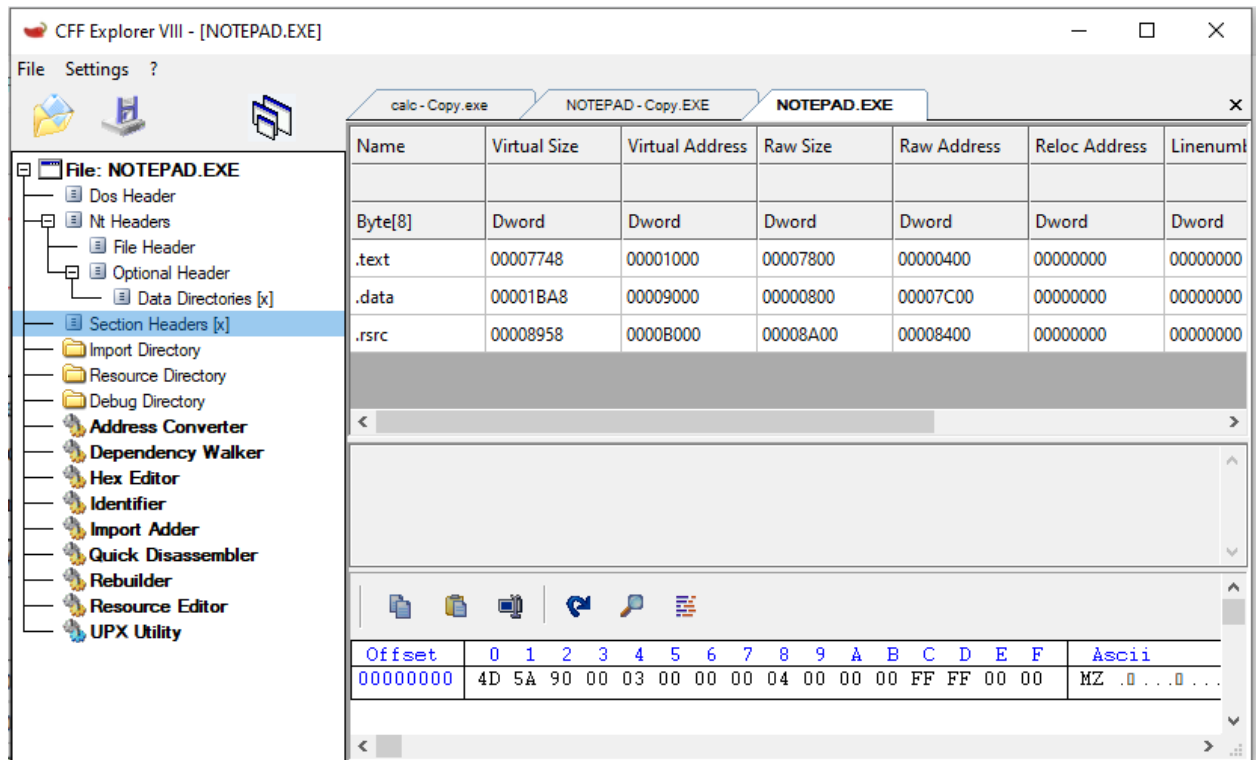 CFF Explorer VIII - [NOTEPAD.EXE]
File Settings ?
calc - Copy.exe NOTEPAD - Copy.EXE NOTEPAD.EXE
File: NOTEPAD.EXE
Dos Header
Nt Headers
File Header
Optional Header
Data Directories [x]
Section Headers [x]
Import Directory
Resource Directory
Debug Directory
Address Converter
Dependency Walker
Hex Editor
Identifier
Import Adder
Quick Disassembler
Rebuilder
Resource Editor
UPX Utility
Name Virtual Size Virtual Address Raw Size Raw Address Reloc Address Linenumb
Byte[8] Dword Dword Dword Dword Dword Dword
.text 00007748 00001000 00007800 00000400 00000000 00000000
.data 00001BA8 00009000 00000800 00007C00 00000000 00000000
.rsrc 00008958 0000B000 00008A00 00008400 00000000 00000000
Offset 0 1 2 3 4 5 6 7 8 9 A B C D E F Ascii
00000000 4D 5A 90 00 03 00 00 00 04 00 00 00 FF FF 00 00 MZ .▯...▯...